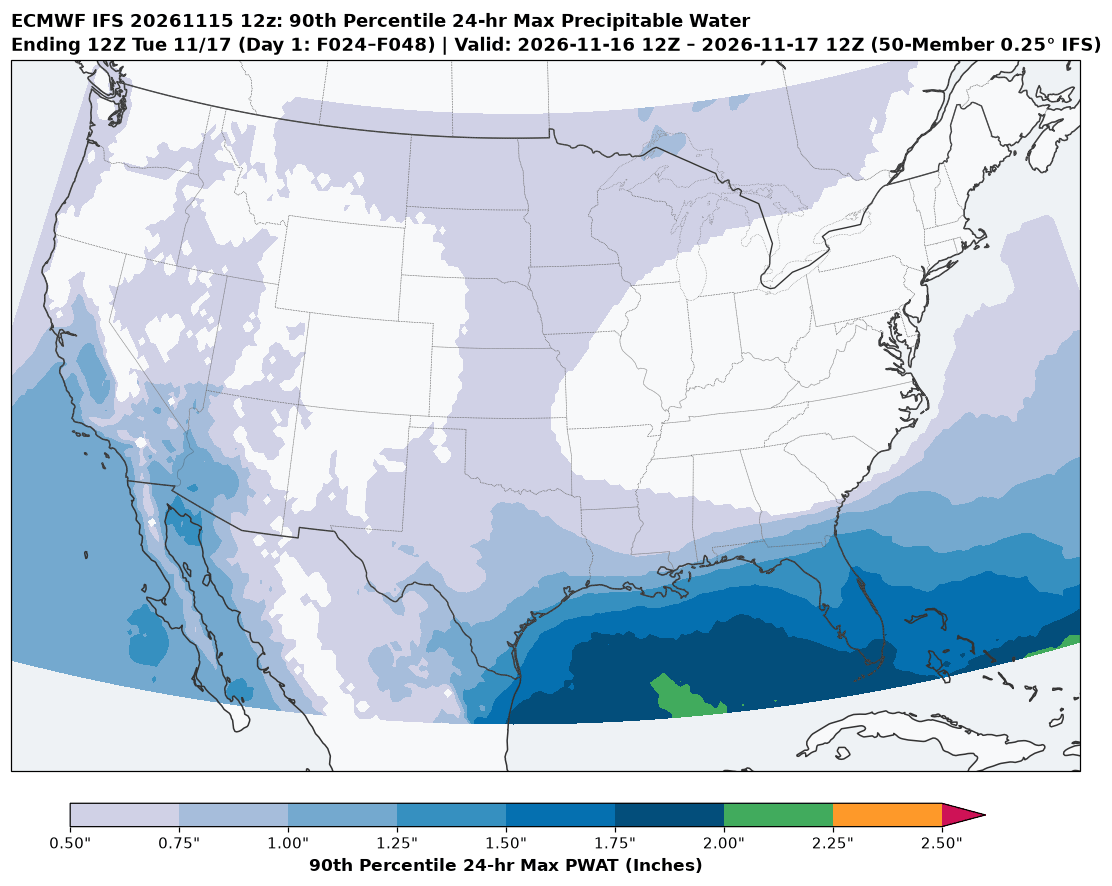 ECMWF IFS 20261115 12z: 90th Percentile 24-hr Max Precipitable Water
Ending 12Z Tue 11/17 (Day 1: F024–F048) | Valid: 2026-11-16 12Z – 2026-11-17 12Z (50-Member 0.25° IFS)
0.50" 0.75" 1.00" 1.25" 1.50" 1.75" 2.00" 2.25" 2.50"
90th Percentile 24-hr Max PWAT (Inches)